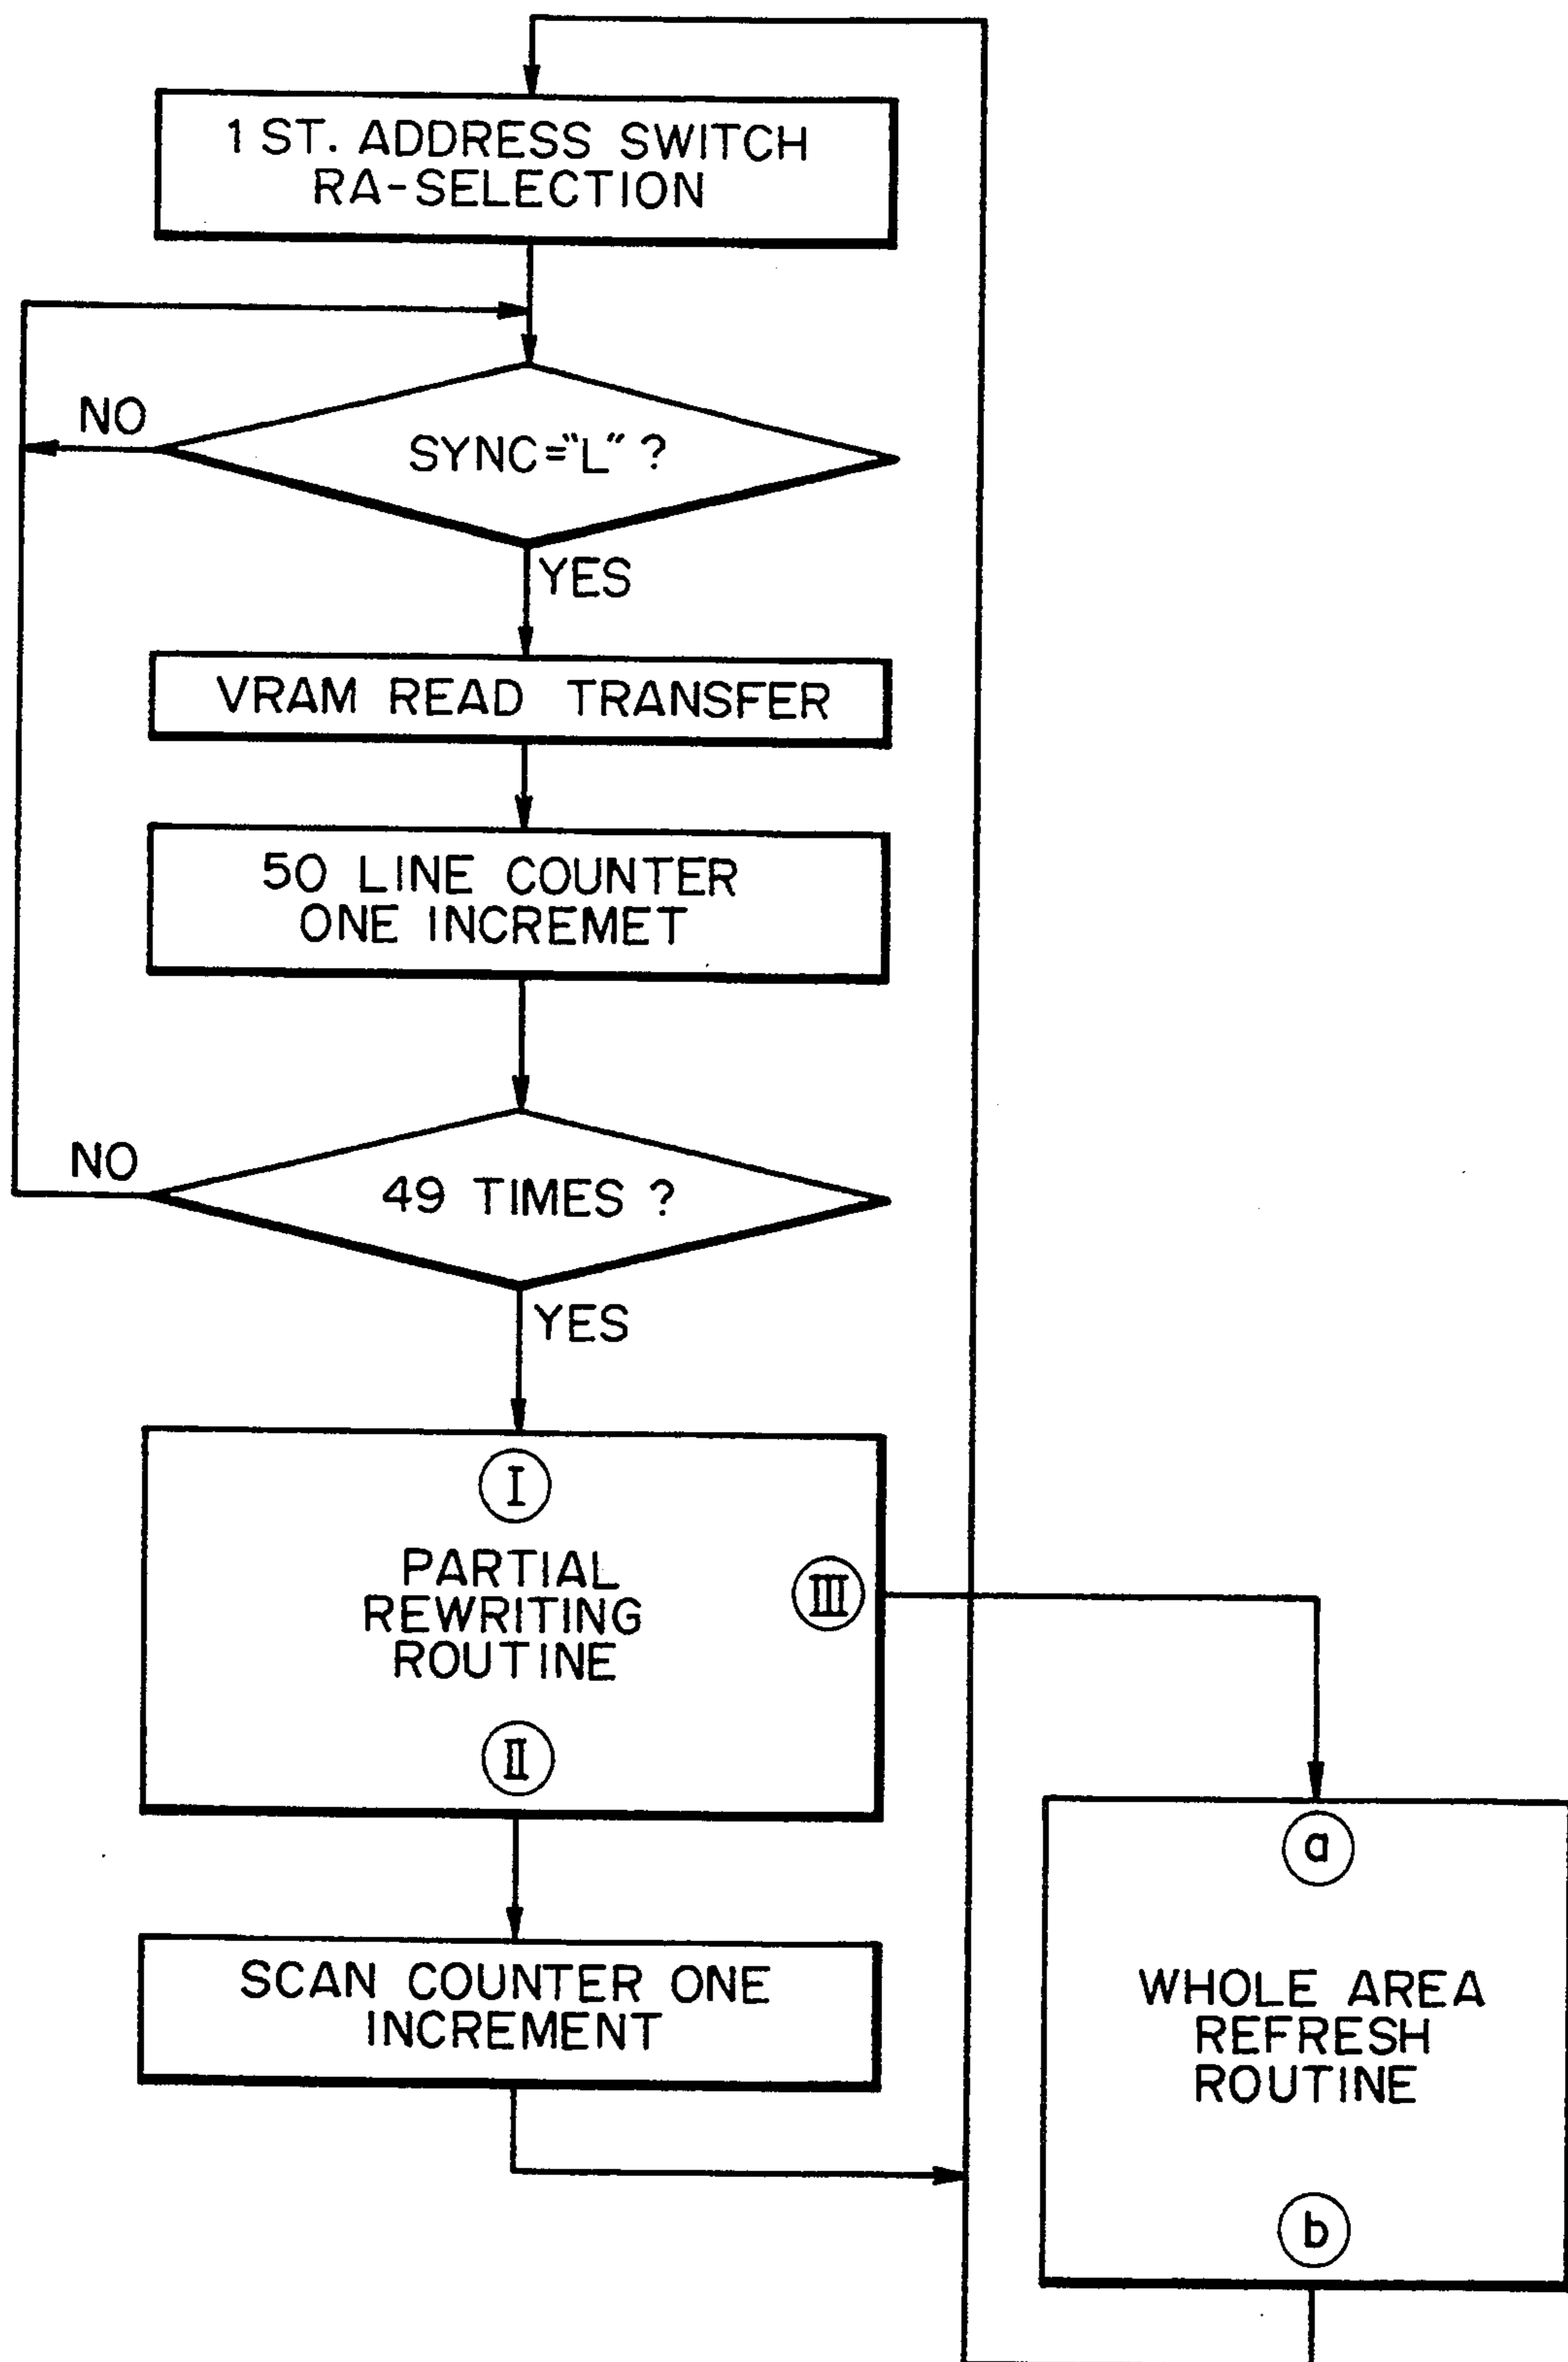 1 ST. ADDRESS SWITCH
RA-SELECTION
NO
SYNC="L" ?
YES
VRAM READ TRANSFER
50 LINE COUNTER
ONE INCREMET
NO
49 TIMES ?
YES
I
PARTIAL
REWRITING
ROUTINE
III
II
a
SCAN COUNTER ONE
INCREMENT
WHOLE AREA
REFRESH
ROUTINE
b